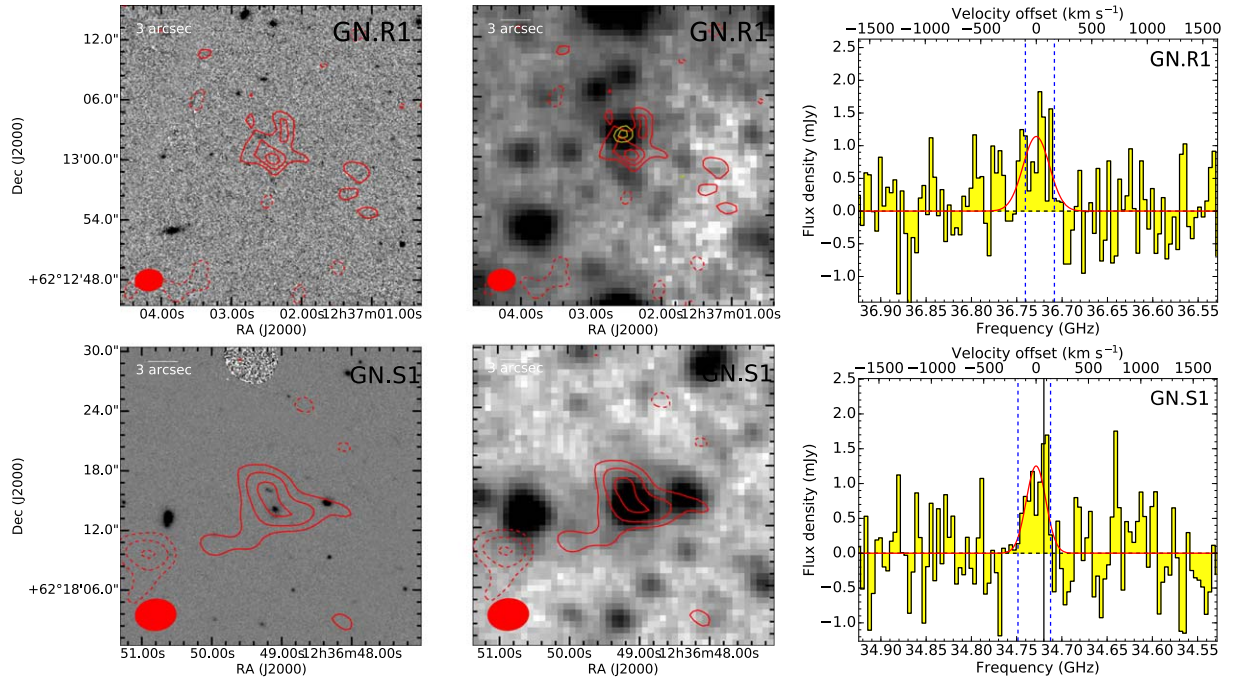 3 arcsec
GN.R1
12.0"
06.0"
13'00.0"
54.0"
+62°12'48.0"
Dec (J2000)
04.00s 03.00s 02.00s 12h37m01.00s
RA (J2000)
3 arcsec
GN.R1
04.00s 03.00s 02.00s 12h37m01.00s
RA (J2000)
Velocity offset (km s⁻¹)
−1500 −1000 −500 0 500 1000 1500
GN.R1
2.5
2.0
1.5
1.0
0.5
0.0
−0.5
−1.0
Flux density (mJy)
36.90 36.85 36.80 36.75 36.70 36.65 36.60 36.55
Frequency (GHz)
3 arcsec
GN.S1
30.0"
24.0"
18.0"
12.0"
+62°18'06.0"
Dec (J2000)
51.00s 50.00s 49.00s 12h36m48.00s
RA (J2000)
3 arcsec
GN.S1
51.00s 50.00s 49.00s 12h36m48.00s
RA (J2000)
Velocity offset (km s⁻¹)
−1500 −1000 −500 0 500 1000 1500
GN.S1
2.5
2.0
1.5
1.0
0.5
0.0
−0.5
−1.0
Flux density (mJy)
34.90 34.85 34.80 34.75 34.70 34.65 34.60 34.55
Frequency (GHz)